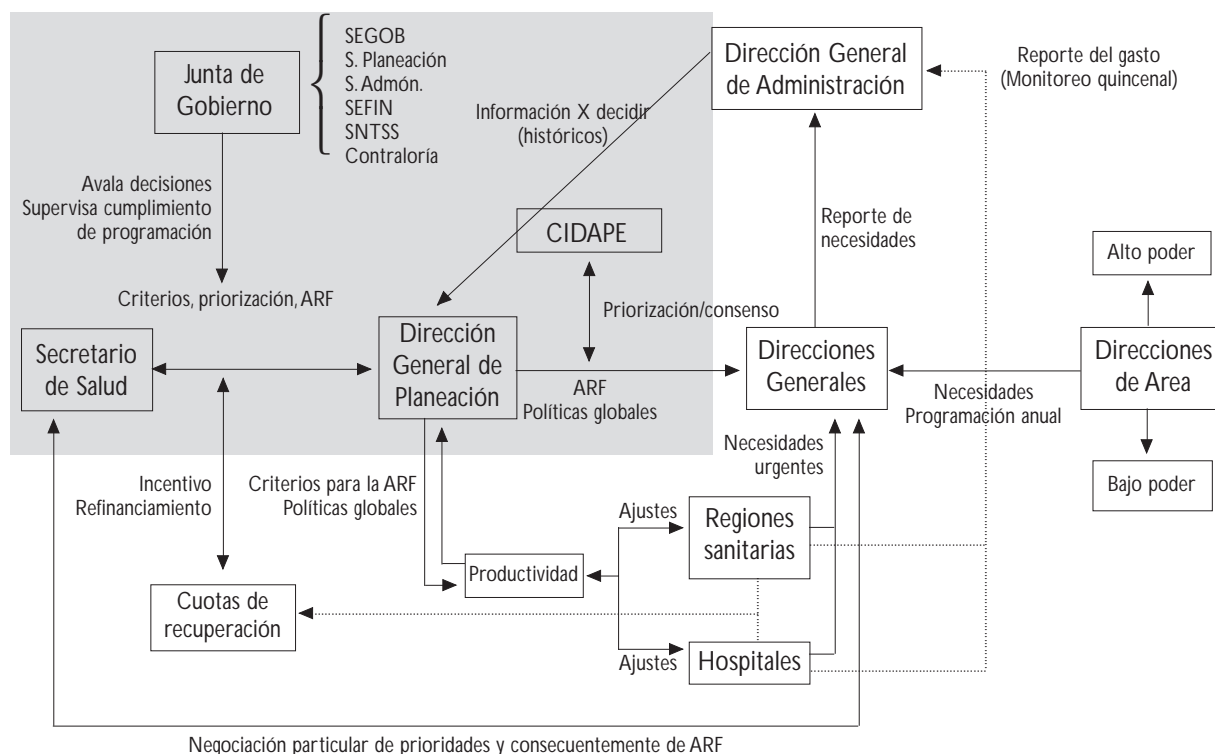 Junta de
Gobierno
SEGOB
S. Planeación
S. Admón.
SEFIN
SNTSS
Contraloría
Dirección General
de Administración
Reporte del gasto
(Monitoreo quincenal)
Información X decidir
(históricos)
Avala decisiones
Supervisa cumplimiento
de programación
CIDAPE
Reporte de
necesidades
Alto poder
Criterios, priorización, ARF
Priorización/consenso
Secretario
de Salud
Dirección
General de
Planeación
ARF
Políticas globales
Direcciones
Generales
Necesidades
Programación anual
Direcciones
de Area
Bajo poder
Incentivo
Refinanciamiento
Criterios para la ARF
Políticas globales
Necesidades
urgentes
Ajustes
Regiones
sanitarias
Productividad
Cuotas de
recuperación
Ajustes
Hospitales
Negociación particular de prioridades y consecuentemente de ARF